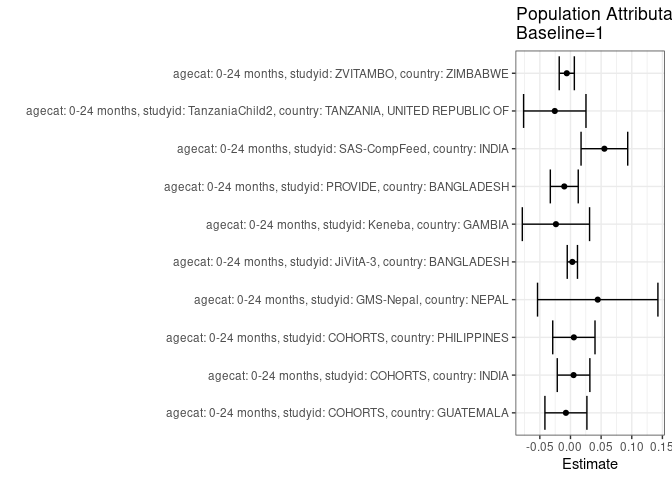 Population Attributa
Baseline=1
agecat: 0-24 months, studyid: ZVITAMBO, country: ZIMBABWE
agecat: 0-24 months, studyid: TanzaniaChild2, country: TANZANIA, UNITED REPUBLIC OF
agecat: 0-24 months, studyid: SAS-CompFeed, country: INDIA
agecat: 0-24 months, studyid: PROVIDE, country: BANGLADESH
agecat: 0-24 months, studyid: Keneba, country: GAMBIA
agecat: 0-24 months, studyid: JiVitA-3, country: BANGLADESH
agecat: 0-24 months, studyid: GMS-Nepal, country: NEPAL
agecat: 0-24 months, studyid: COHORTS, country: PHILIPPINES
agecat: 0-24 months, studyid: COHORTS, country: INDIA
agecat: 0-24 months, studyid: COHORTS, country: GUATEMALA
-0.05 0.00 0.05 0.10 0.15
Estimate